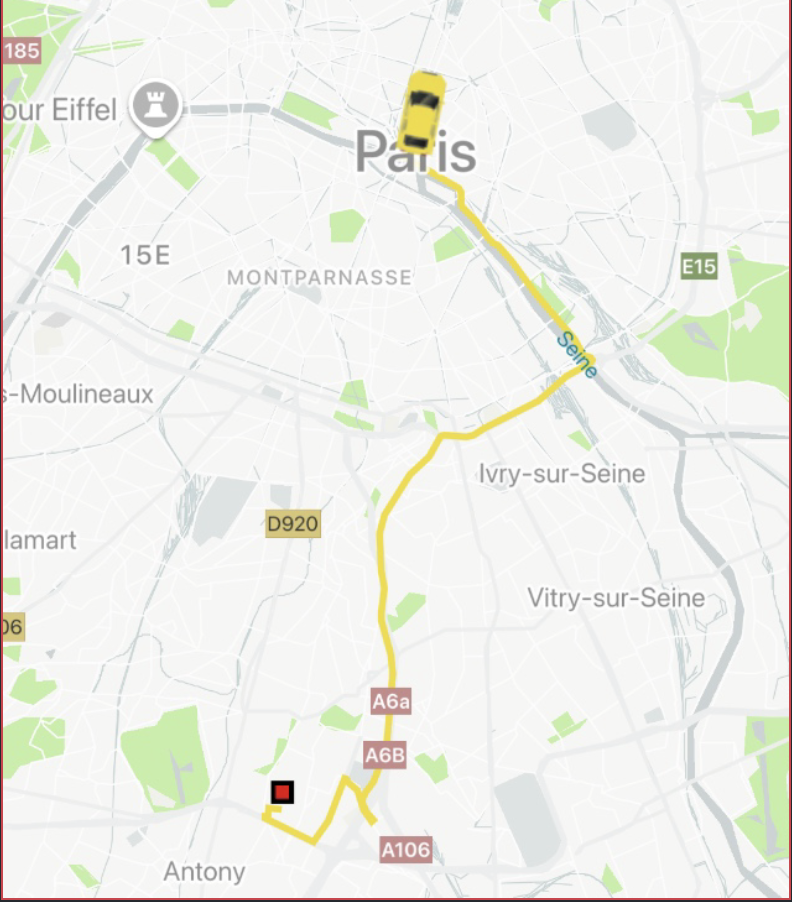 185
our Eiffel
Paris
15E
MONTPARNASSE
E15
Seine
s-Moulineaux
Ivry-sur-Seine
D920
lamart
Vitry-sur-Seine
06
A6a
A6B
A106
Antony